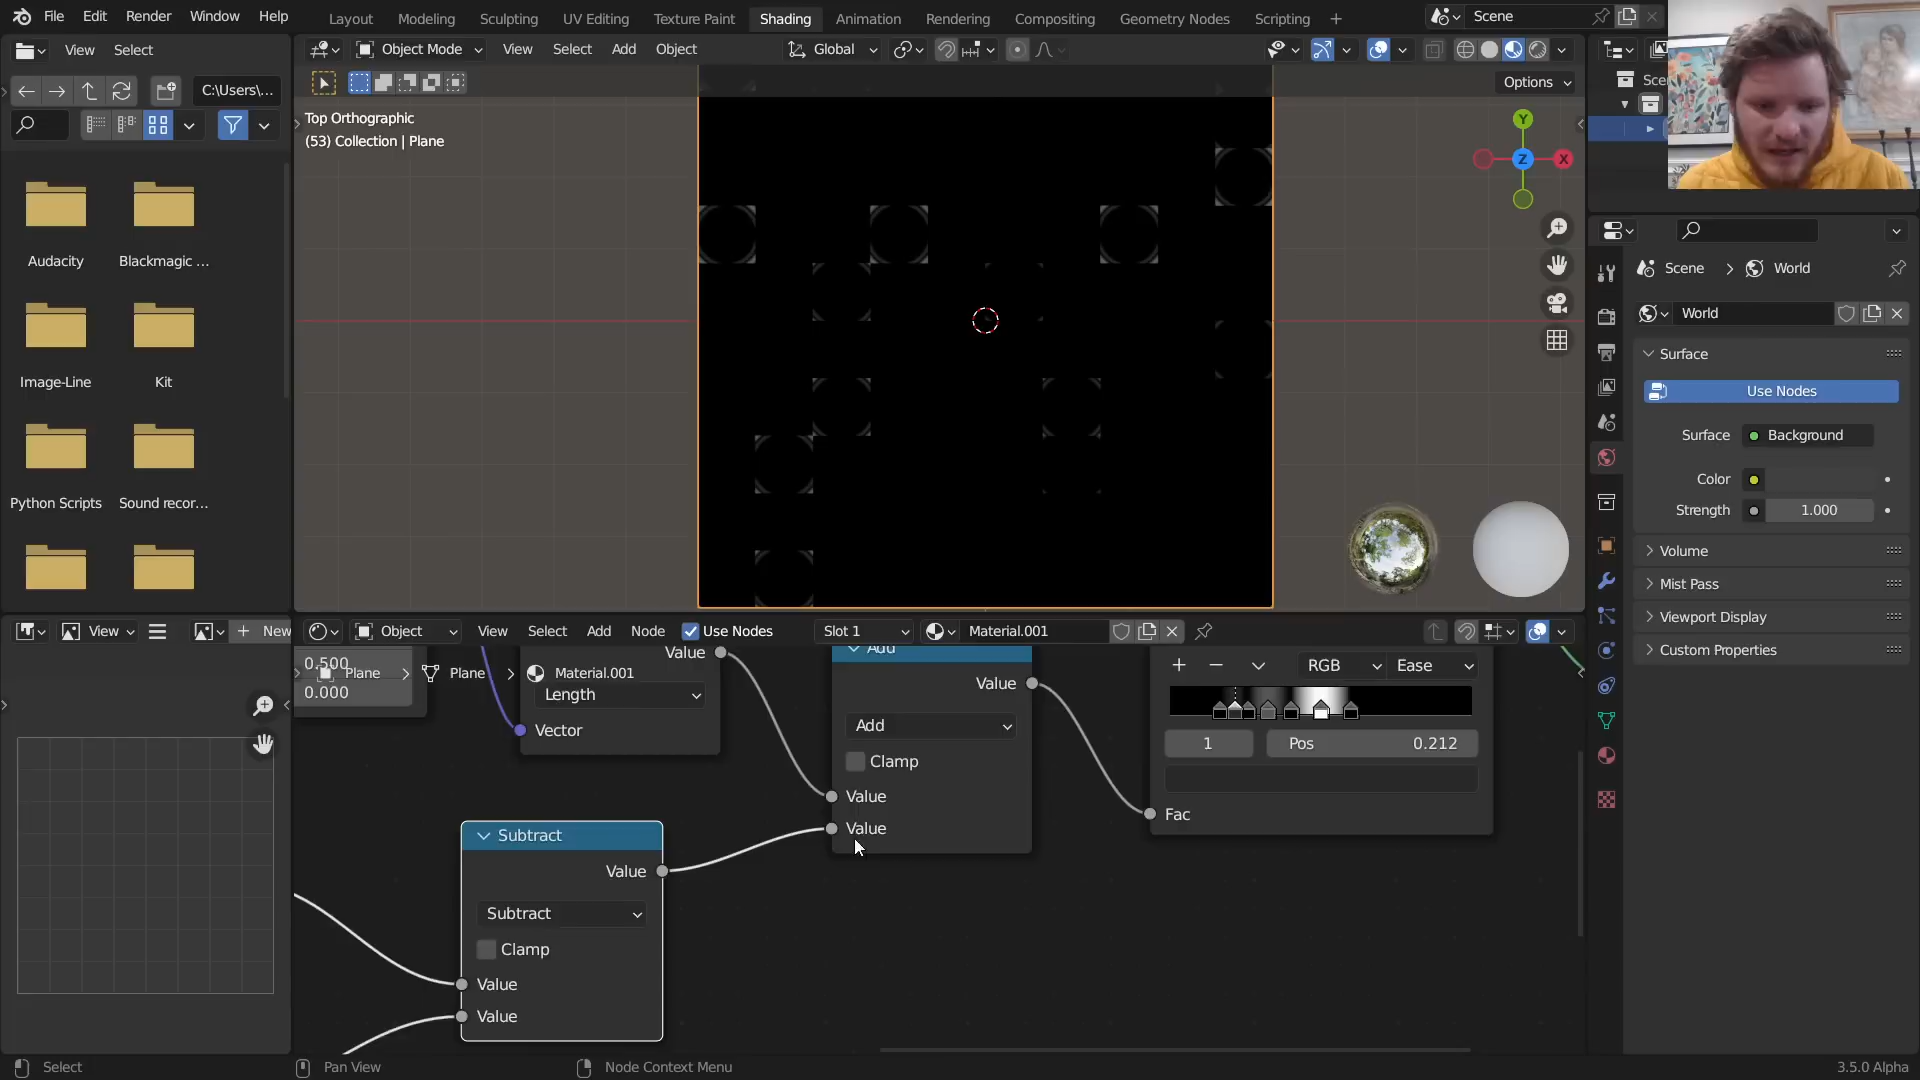 File Edit Render Window Help
Layout Modeling Sculpting UV Editing Texture Paint Shading Animation Rendering Compositing Geometry Nodes Scripting +
Scene
View Select
Object Mode View Select Add Object
Global
C:\Users\...
Options
Top Orthographic
(53) Collection | Plane
Y
Z
X
Audacity
Blackmagic ...
Image-Line
Kit
Python Scripts
Sound recor...
Scene > World
World
Surface
Use Nodes
Surface
Background
Color
Strength
1.000
Volume
Mist Pass
Viewport Display
Custom Properties
View
New
Object View Select Add Node Use Nodes Slot 1 Material.001
0.500
Plane > Plane > Material.001
0.000
Value
Length
Vector
Add
Value
Add
Clamp
Value
Value
RGB
Ease
1
Pos
0.212
Fac
Subtract
Value
Subtract
Clamp
Value
Value
Select
Pan View
Node Context Menu
3.5.0 Alpha